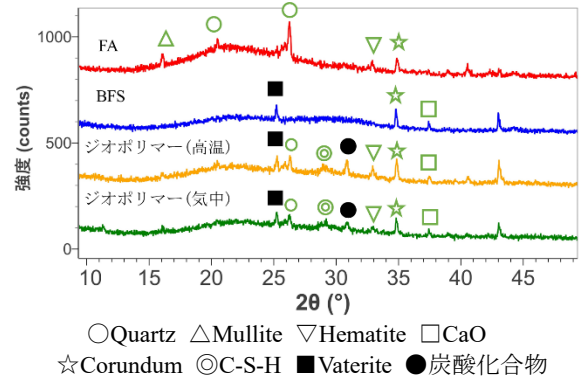 強度 (counts)
1000
500
0
FA
BFS
ジオポリマー(高温)
ジオポリマー(気中)
10 15 20 25 30 35 40 45
2θ (°)
○Quartz △Mullite ▽Hematite □CaO
☆Corundum ◎C-S-H ■Vaterite ●炭酸化合物